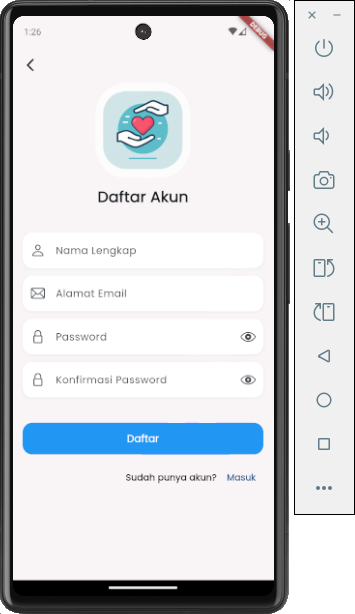 1:26
DEBUG
Daftar Akun
Nama Lengkap
Alamat Email
Password
Konfirmasi Password
Daftar
Sudah punya akun? Masuk